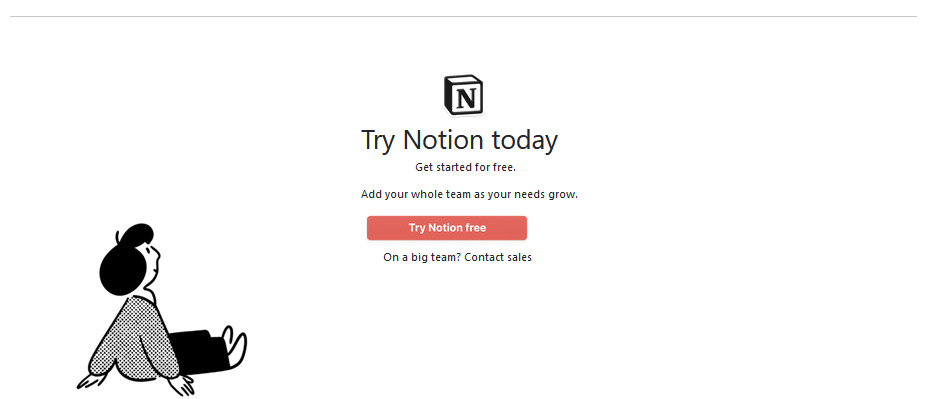 N
Try Notion today
Get started for free.
Add your whole team as your needs grow.
Try Notion free
On a big team? Contact sales